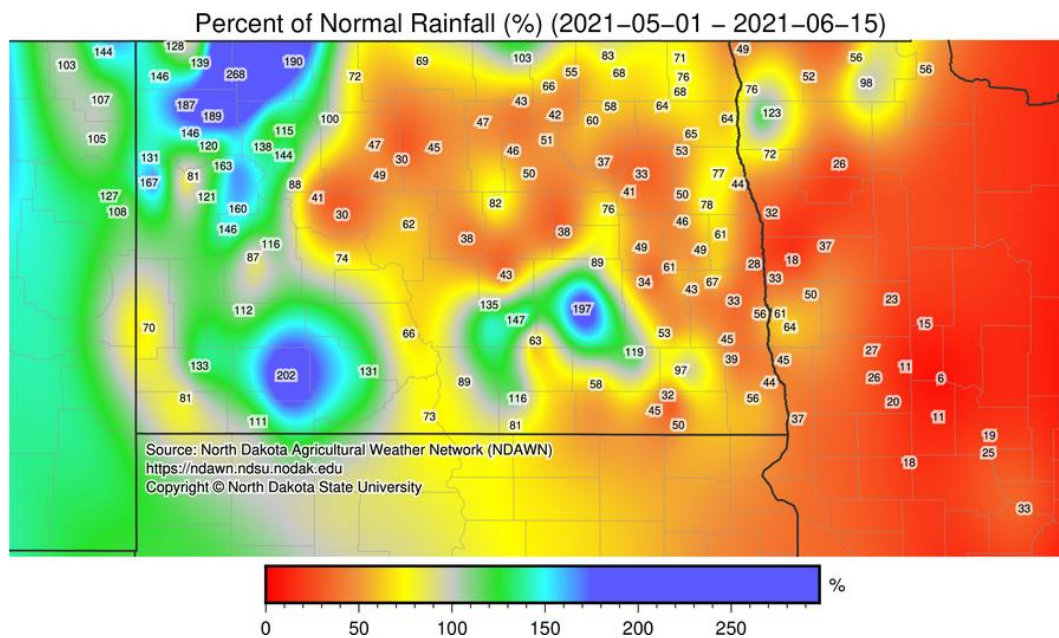 Percent of Normal Rainfall (%) (2021−05−01 − 2021−06−15)
144 128 103 83 71 49 56
103 139 268 190 69 56
146 72 55 68 76 52 98
107 187 66 68 76
189 43 58 64 123
105 146 115 100 47 42 60 64
120 138 65
131 163 144 47 45 46 51 53 72
30 37 26
167 81 49 50 33 77
127 121 88 41 82 41 50 44
108 160 30 76 78 32
146 62 46
116 38 38 49 49 61 37
87 74 89 61 28 18
43 34 43 67 33
112 135 197 33 50 23
147 56 61 15
70 66 63 53 64
133 119 45 27
202 131 97 39 45 11
89 58 44 26 6
81 116 32 56 20
111 73 45 37 11
81 50 19
Source: North Dakota Agricultural Weather Network (NDAWN)
25
https://ndawn.ndsu.nodak.edu
18
Copyright © North Dakota State University
33
%
0 50 100 150 200 250